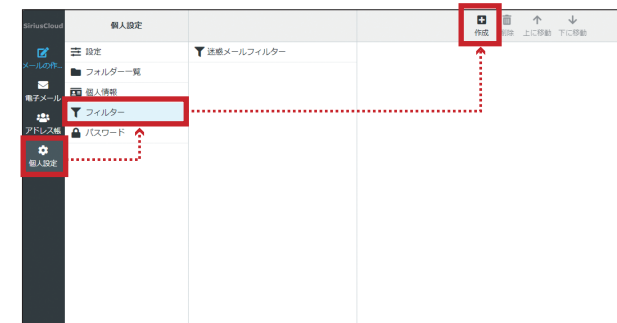 SiriusCloud
個人設定
作成
削除
上に移動
下に移動
メールの作...
電子メール
アドレス帳
個人設定
設定
フォルダー一覧
個人情報
フィルター
パスワード
迷惑メールフィルター